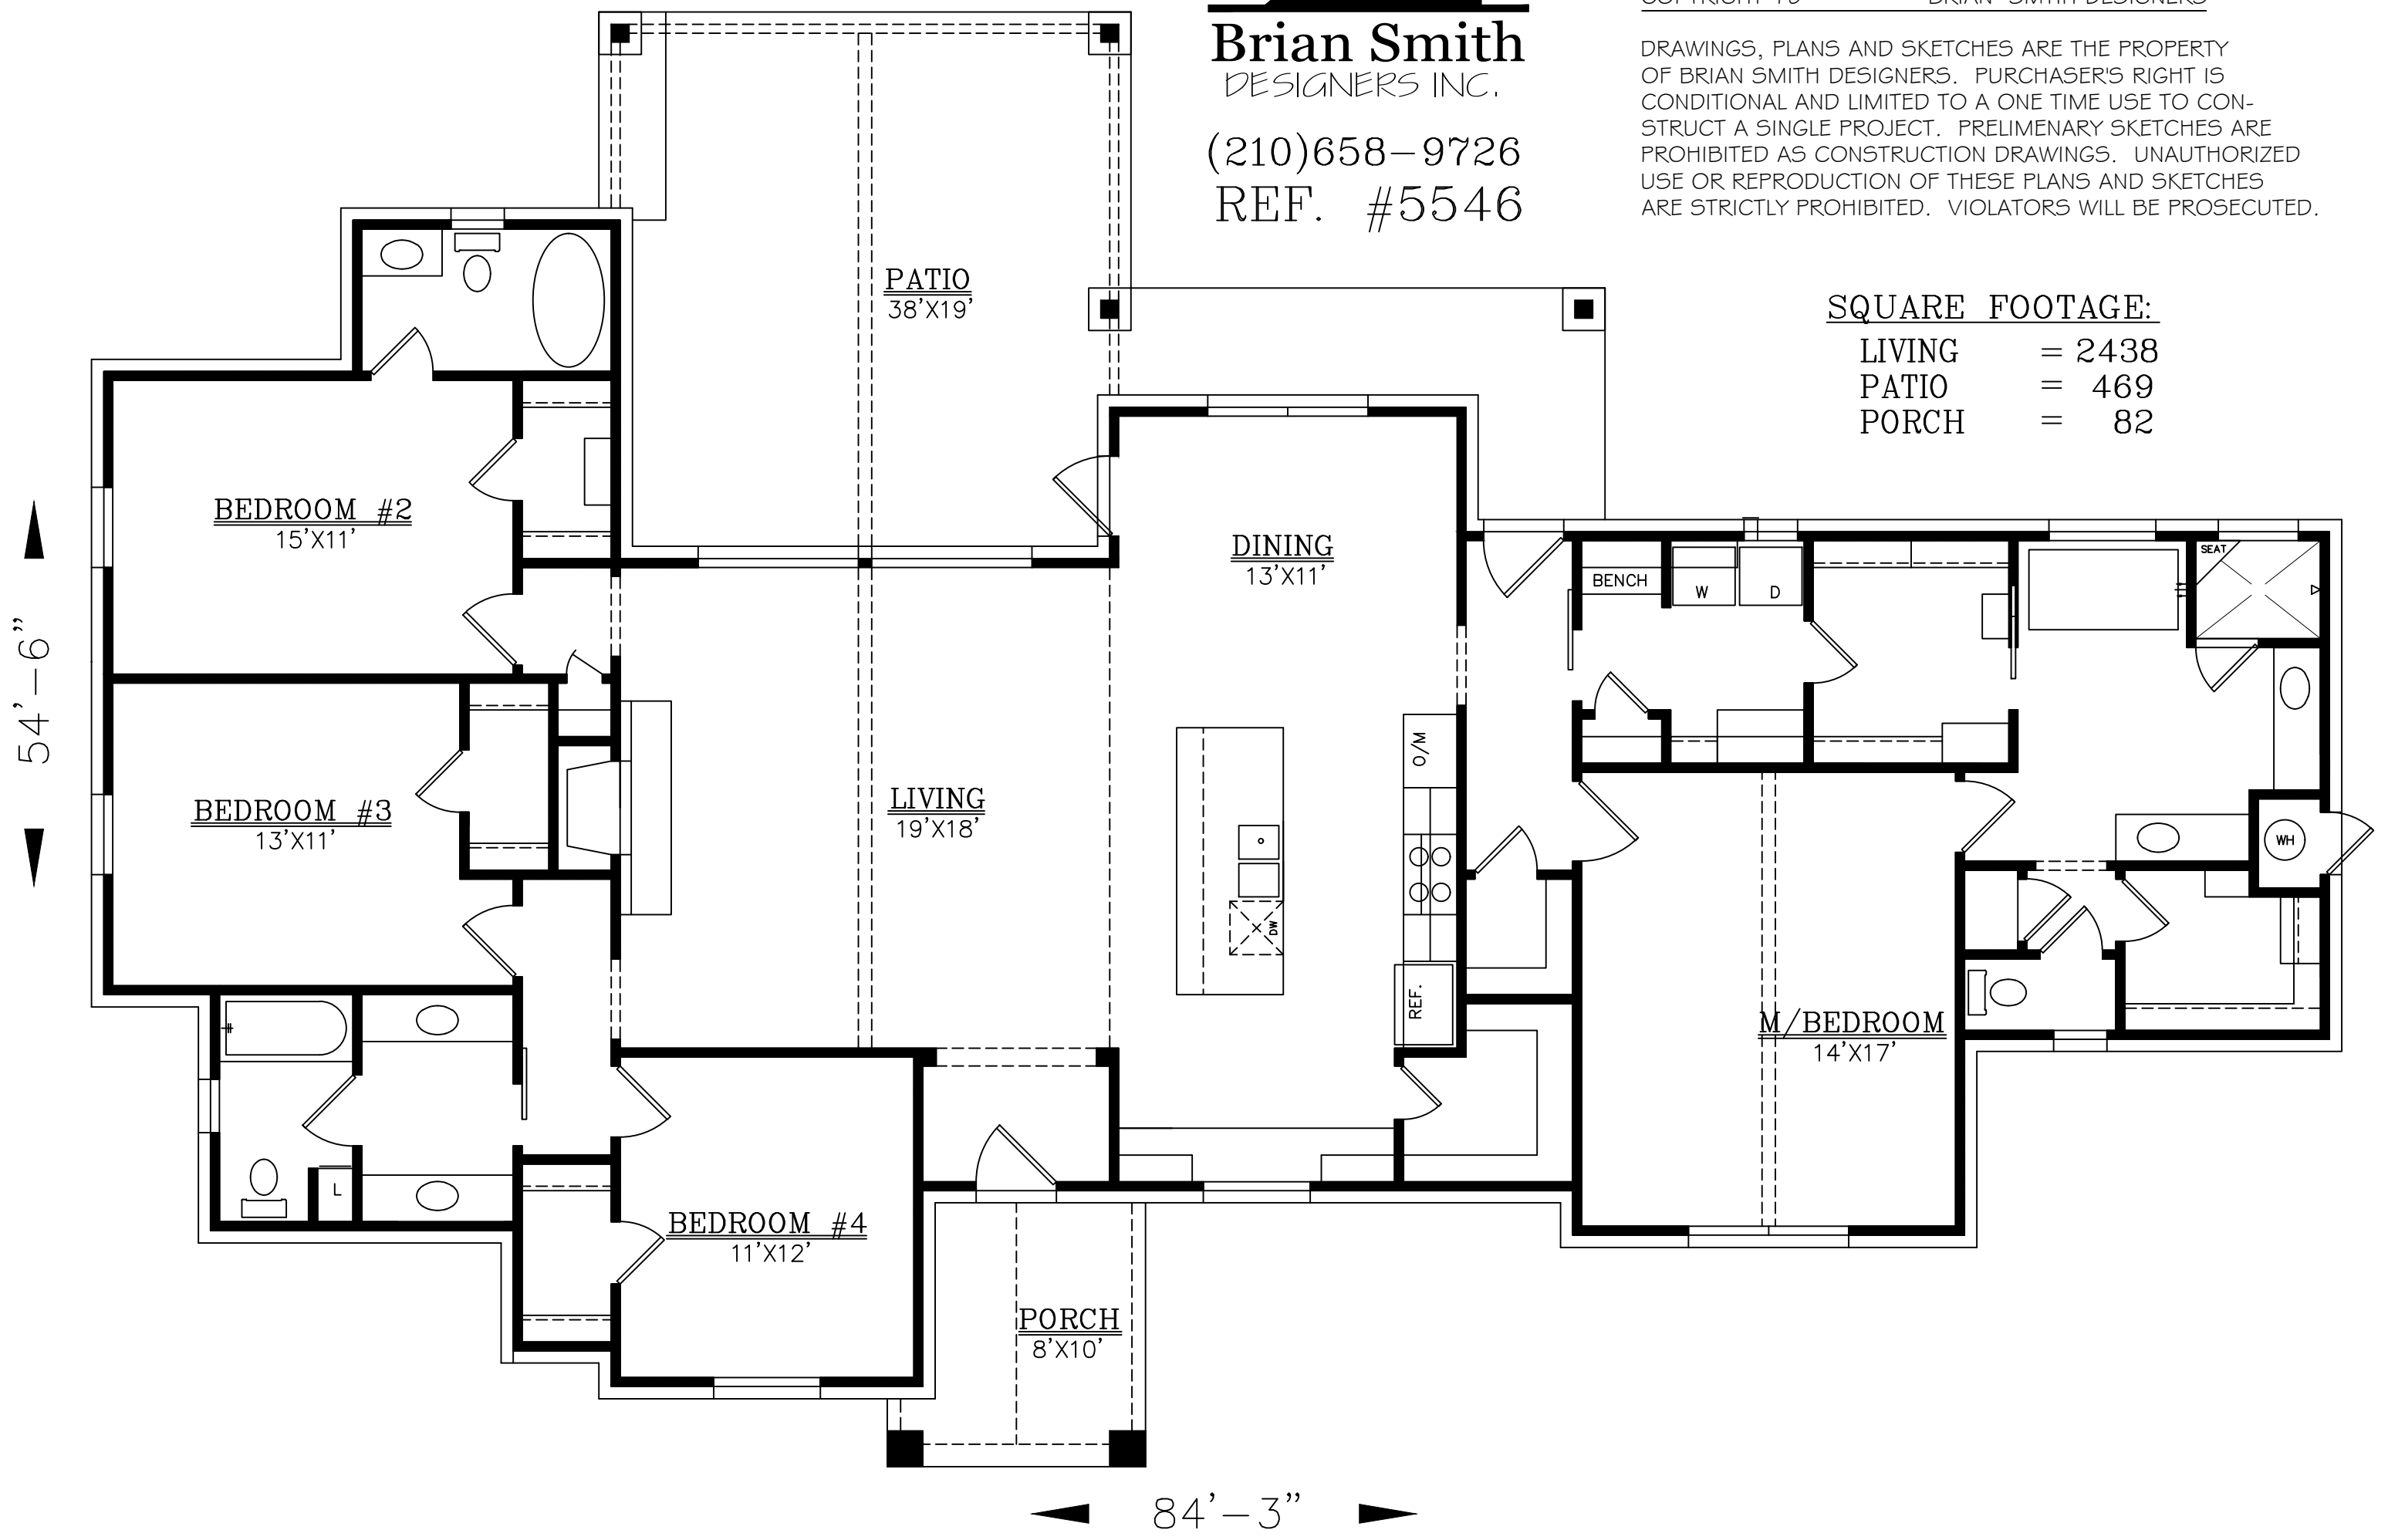 Brian Smith
DESIGNERS INC.
(210)658-9726
REF. #5546
BRIAN SMITH DESIGNERS
DRAWINGS, PLANS AND SKETCHES ARE THE PROPERTY
OF BRIAN SMITH DESIGNERS. PURCHASER'S RIGHT IS
CONDITIONAL AND LIMITED TO A ONE TIME USE TO CON-
STRUCT A SINGLE PROJECT. PRELIMENARY SKETCHES ARE
PROHIBITED AS CONSTRUCTION DRAWINGS. UNAUTHORIZED
USE OR REPRODUCTION OF THESE PLANS AND SKETCHES
ARE STRICTLY PROHIBITED. VIOLATORS WILL BE PROSECUTED.
SQUARE FOOTAGE:
LIVING = 2438
PATIO = 469
PORCH = 82
PATIO
38'X19'
BEDROOM #2
15'X11'
DINING
13'X11'
BENCH
W
D
SEAT
54'-6"
BEDROOM #3
13'X11'
LIVING
19'X18'
O/M
DW
REF.
WH
M/BEDROOM
14'X17'
L
BEDROOM #4
11'X12'
PORCH
8'X10'
84'-3"